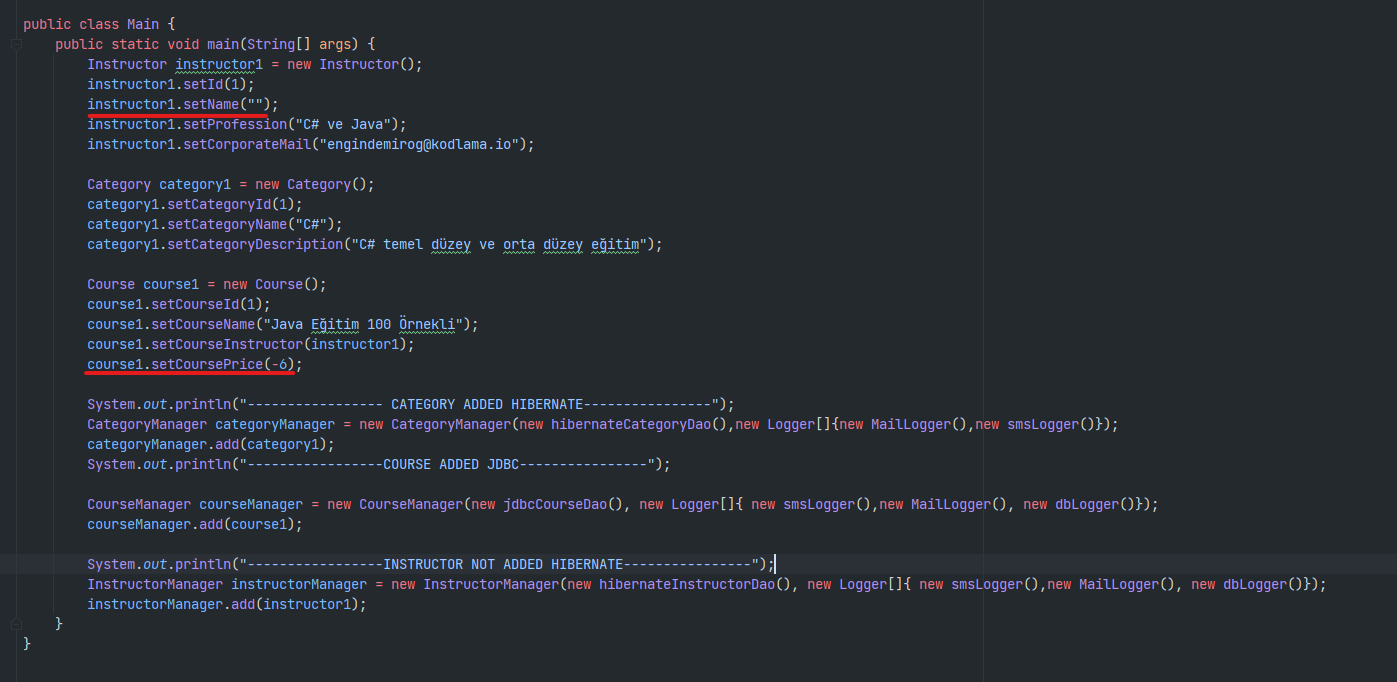 public class Main {
public static void main(String[] args) {
Instructor instructor1 = new Instructor();
instructor1.setId(1);
instructor1.setName("");
instructor1.setProfession("C# ve Java");
instructor1.setCorporateMail("engindemirog@kodlama.io");
Category category1 = new Category();
category1.setCategoryId(1);
category1.setCategoryName("C#");
category1.setCategoryDescription("C# temel düzey ve orta düzey eğitim");
Course course1 = new Course();
course1.setCourseId(1);
course1.setCourseName("Java Eğitim 100 Örnekli");
course1.setCourseInstructor(instructor1);
course1.setCoursePrice(-6);
System.out.println("----------------- CATEGORY ADDED HIBERNATE----------------");
CategoryManager categoryManager = new CategoryManager(new hibernateCategoryDao(),new Logger[]{new MailLogger(),new smsLogger()});
categoryManager.add(category1);
System.out.println("-----------------COURSE ADDED JDBC----------------");
CourseManager courseManager = new CourseManager(new jdbcCourseDao(), new Logger[]{ new smsLogger(),new MailLogger(), new dbLogger()});
courseManager.add(course1);
System.out.println("-----------------INSTRUCTOR NOT ADDED HIBERNATE----------------");
InstructorManager instructorManager = new InstructorManager(new hibernateInstructorDao(), new Logger[]{ new smsLogger(),new MailLogger(), new dbLogger()});
instructorManager.add(instructor1);
}
}